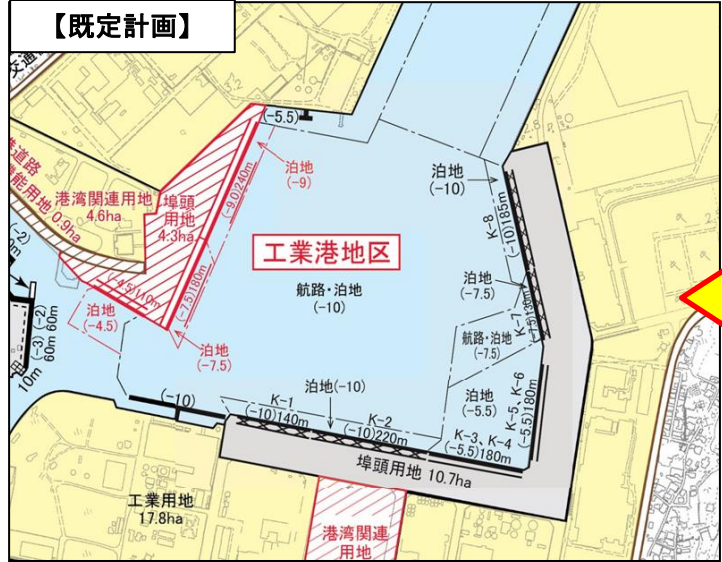 【既定計画】
(-5.5)
泊地
(-9)
(-9.0)240m
泊地
(-10)
K-8
(-10)185m
港湾関連用地
4.6ha
埠頭
用地
4.3ha
0.9ha
(-2)
工業港地区
航路・泊地
(-10)
泊地
(-7.5)
K-7
航路・泊地
(-7.5)
(-4.5)110m
(-7.5)180m
泊地
(-4.5)
泊地
(-7.5)
(-2)
60m
(-3)
60m
10m
(-10)
K-1
(-10)140m
泊地(-10)
K-2
(-10)220m
泊地
(-5.5)
K-5、K-6
(-5.5)180m
K-3、K-4
(-5.5)180m
埠頭用地 10.7ha
工業用地
17.8ha
港湾関連
用地